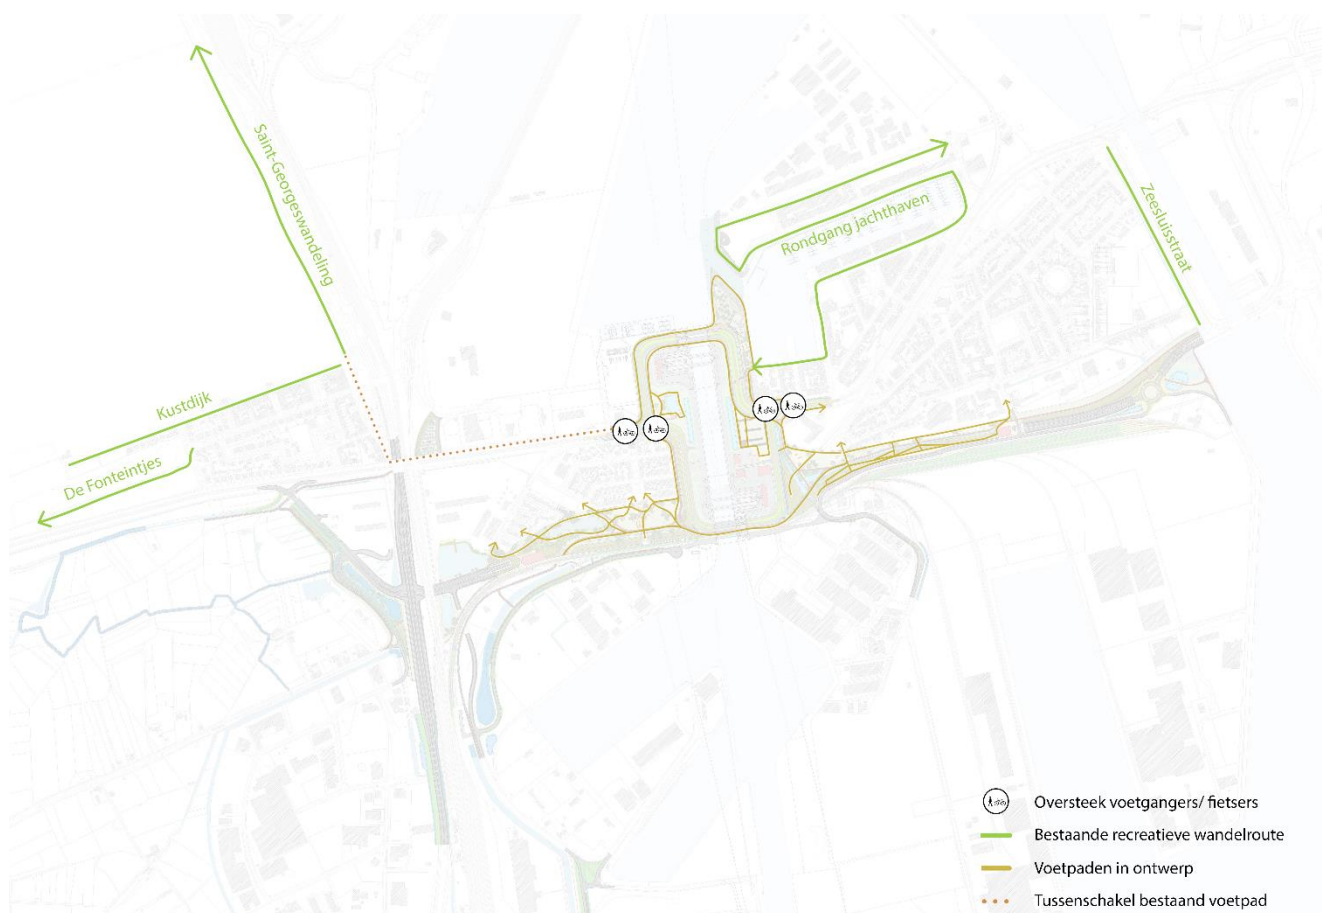 Saint-Georgeswandeling
Rondgang jachthaven
Zeesluisstraat
Kustdijk
De Fonteintjes
Oversteek voetgangers/ fietsers
Bestaande recreatieve wandelroute
Voetpaden in ontwerp
Tussenschakel bestaand voetpad